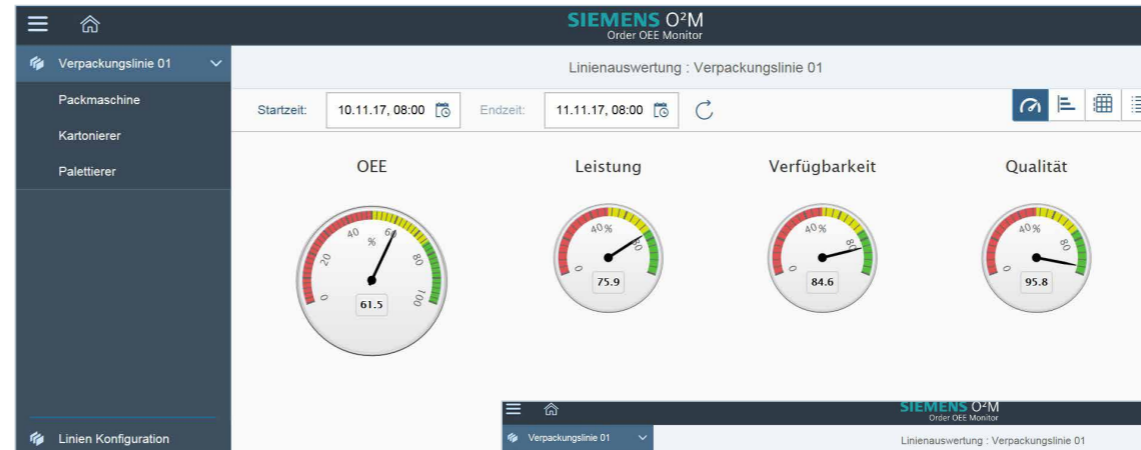 SIEMENS O²M
Order OEE Monitor
Verpackungslinie 01
Packmaschine
Kartonierer
Palettierer
Linien Konfiguration
Linienauswertung : Verpackungslinie 01
Startzeit: 10.11.17, 08:00 Endzeit: 11.11.17, 08:00
OEE Leistung Verfügbarkeit Qualität
0 20 40 60 80 100
%
61.5
0 40% 80
75.9
0 40% 80
84.6
0 40% 80
95.8
SIEMENS O²M
Order OEE Monitor
Verpackungslinie 01
Linienauswertung : Verpackungslinie 01